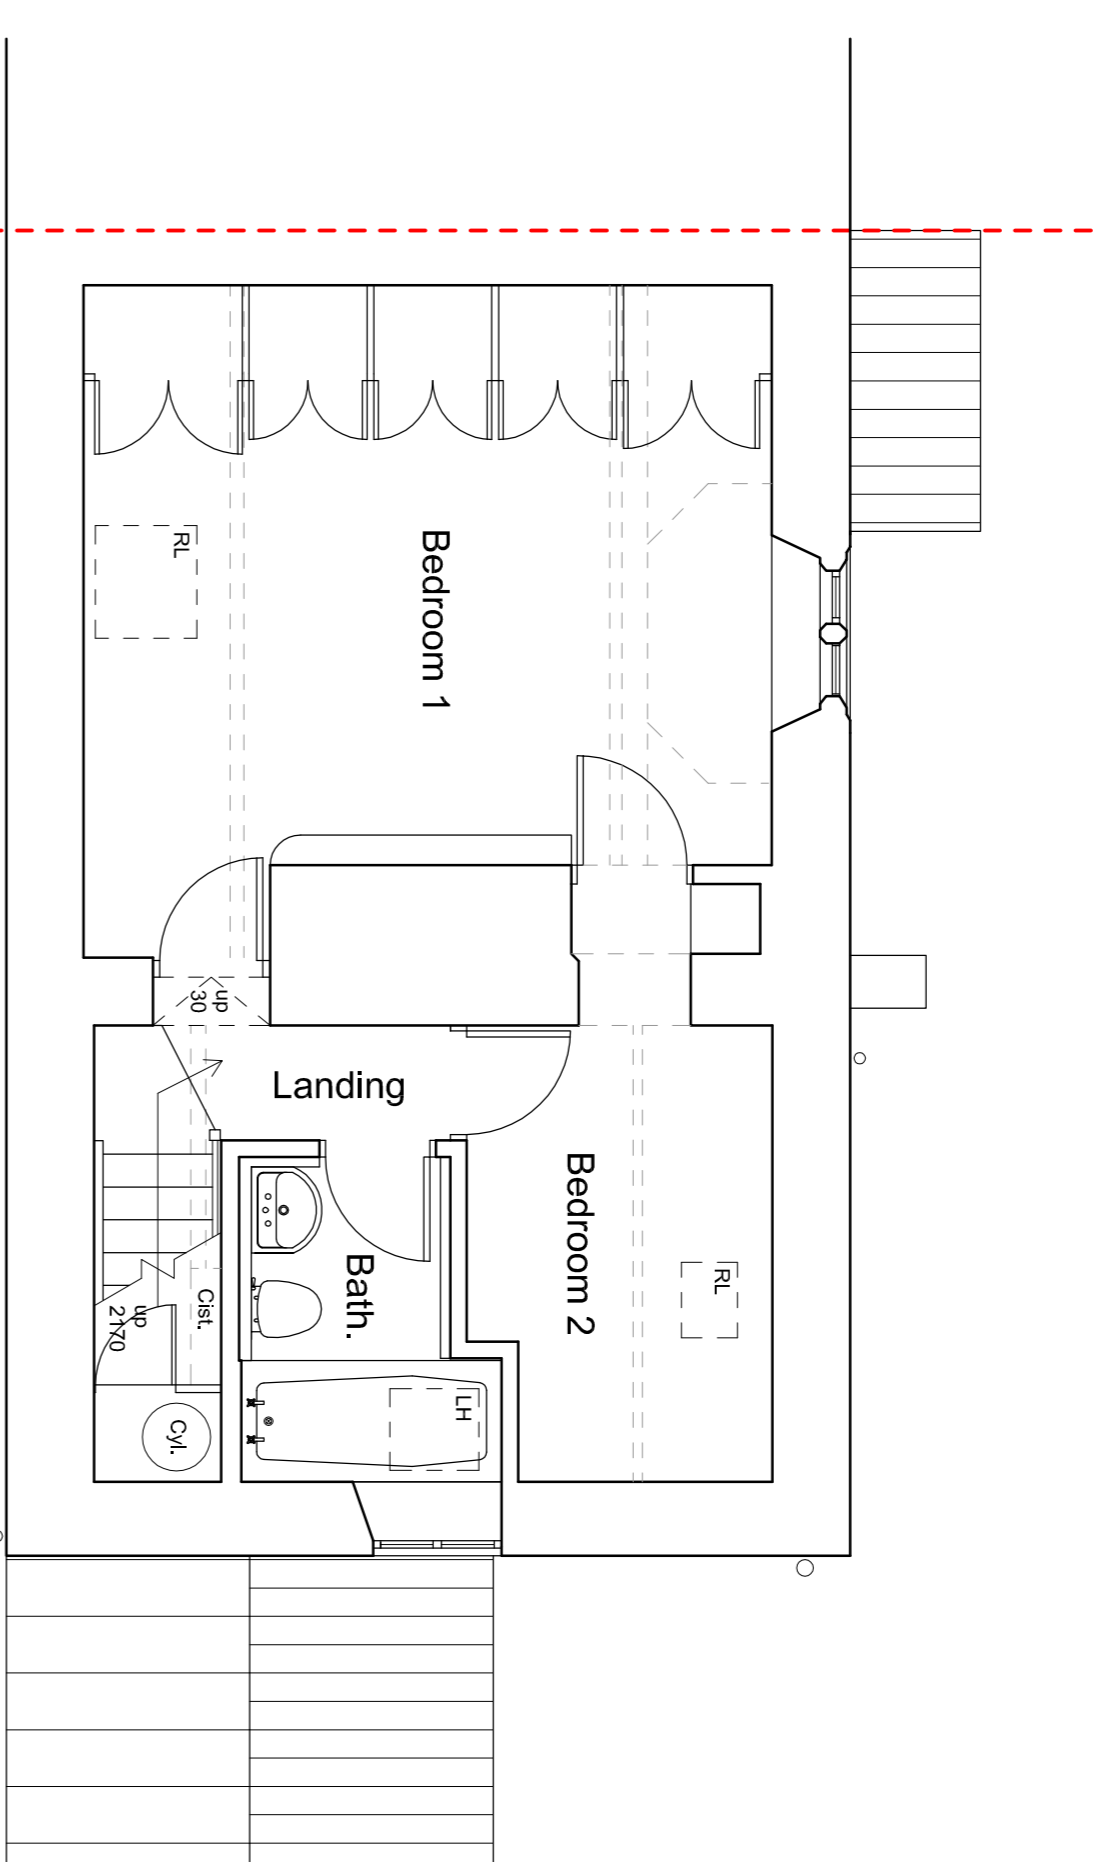 RL
Bedroom 1
up
30
Landing
Bedroom 2
RL
Bath.
Cist.
up
2170
LH
Cyl.